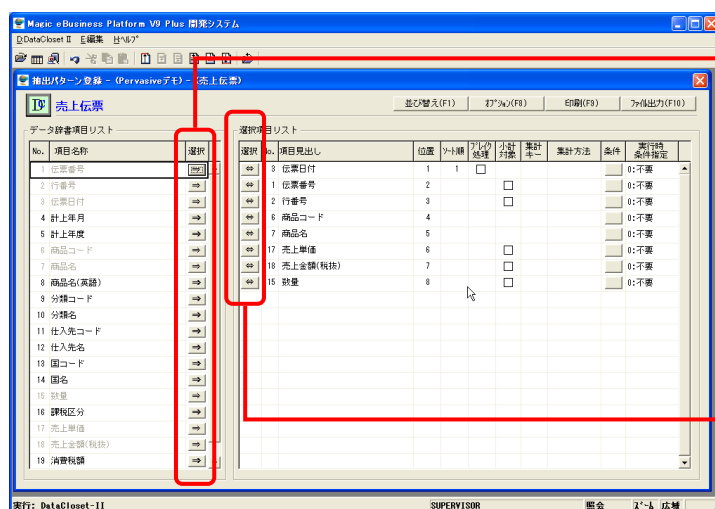 Magic eBusiness Platform V9 Plus 開発システム
D:DataCloset Ⅱ E)編集 H)ヘルプ
抽出パターン登録 - (Pervasiveデモ) - (売上伝票)
DC 売上伝票 並び替え(F1) オプション(F8) 印刷(F9) ファイル出力(F10)
データ辞書項目リスト 選択項目リスト
No. 項目名称 選択 選択 No. 項目見出し 位置 ソート順 ブレイク処理 小計対象 集計キー 集計方法 条件 実行時条件指定
1 伝票番号 ⇒ ⇔ 3 伝票日付 1 1 0:不要
2 行番号 ⇒ ⇔ 1 伝票番号 2 0:不要
3 伝票日付 ⇒ ⇔ 2 行番号 3 0:不要
4 計上年月 ⇒ ⇔ 6 商品コード 4 0:不要
5 計上年度 ⇒ ⇔ 7 商品名 5 0:不要
6 商品コード ⇒ ⇔ 17 売上単価 6 0:不要
7 商品名 ⇒ ⇔ 18 売上金額(税抜) 7 0:不要
8 商品名(英語) ⇒ ⇔ 15 数量 8 0:不要
9 分類コード ⇒
10 分類名 ⇒
11 仕入先コード ⇒
12 仕入先名 ⇒
13 国コード ⇒
14 国名 ⇒
15 数量 ⇒
16 課税区分 ⇒
17 売上単価 ⇒
18 売上金額(税抜) ⇒
19 消費税額 ⇒
実行: DataCloset-II SUPERVISOR 照会 ズーム 広域